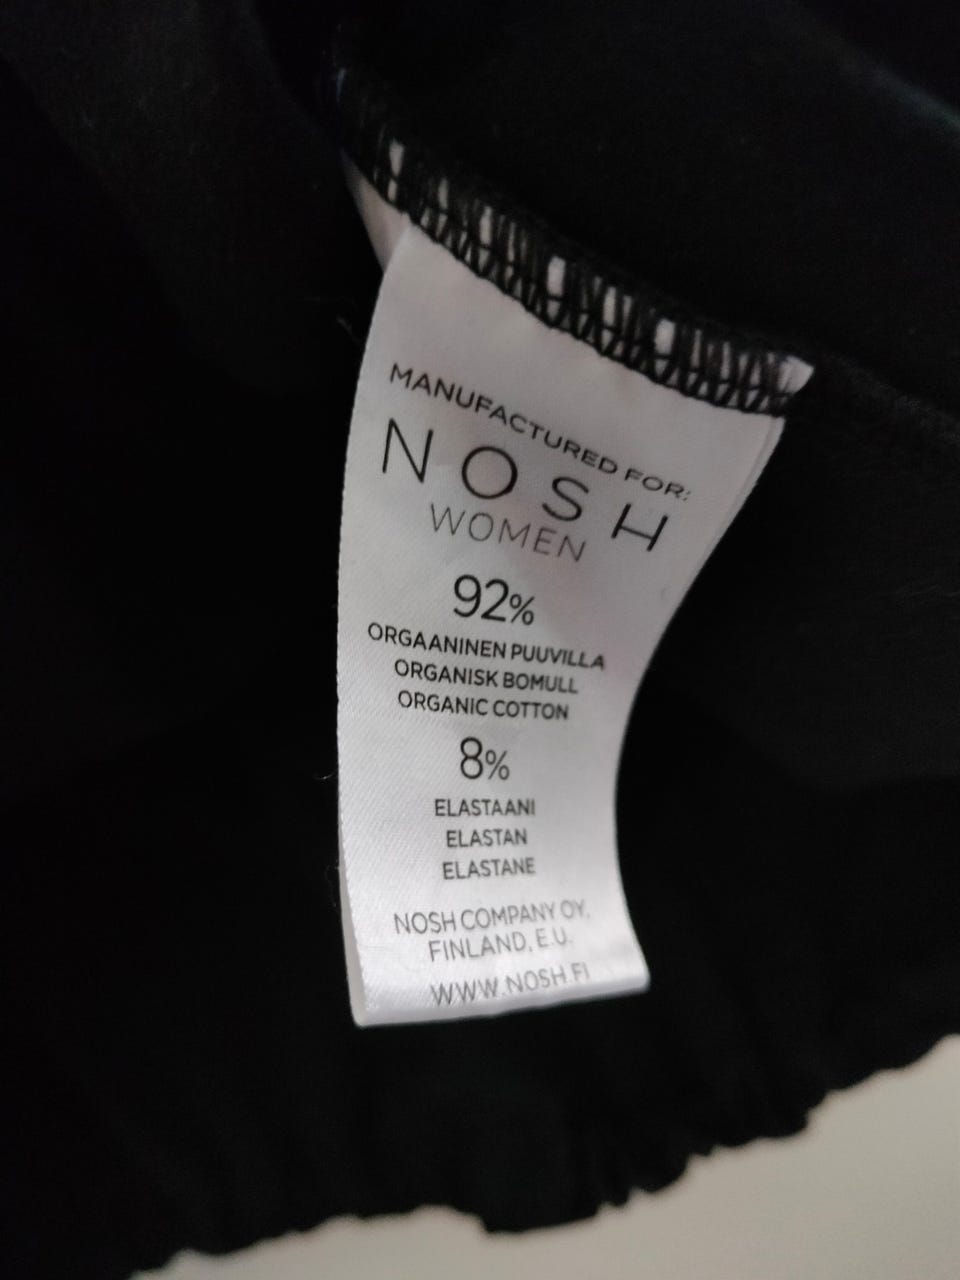 MANUFACTURED FOR:
NOSH
WOMEN
92%
ORGAANINEN PUUVILLA
ORGANISK BOMULL
ORGANIC COTTON
8%
ELASTAANI
ELASTAN
ELASTANE
NOSH COMPANY OY,
FINLAND, E.U.
WWW.NOSH.FI